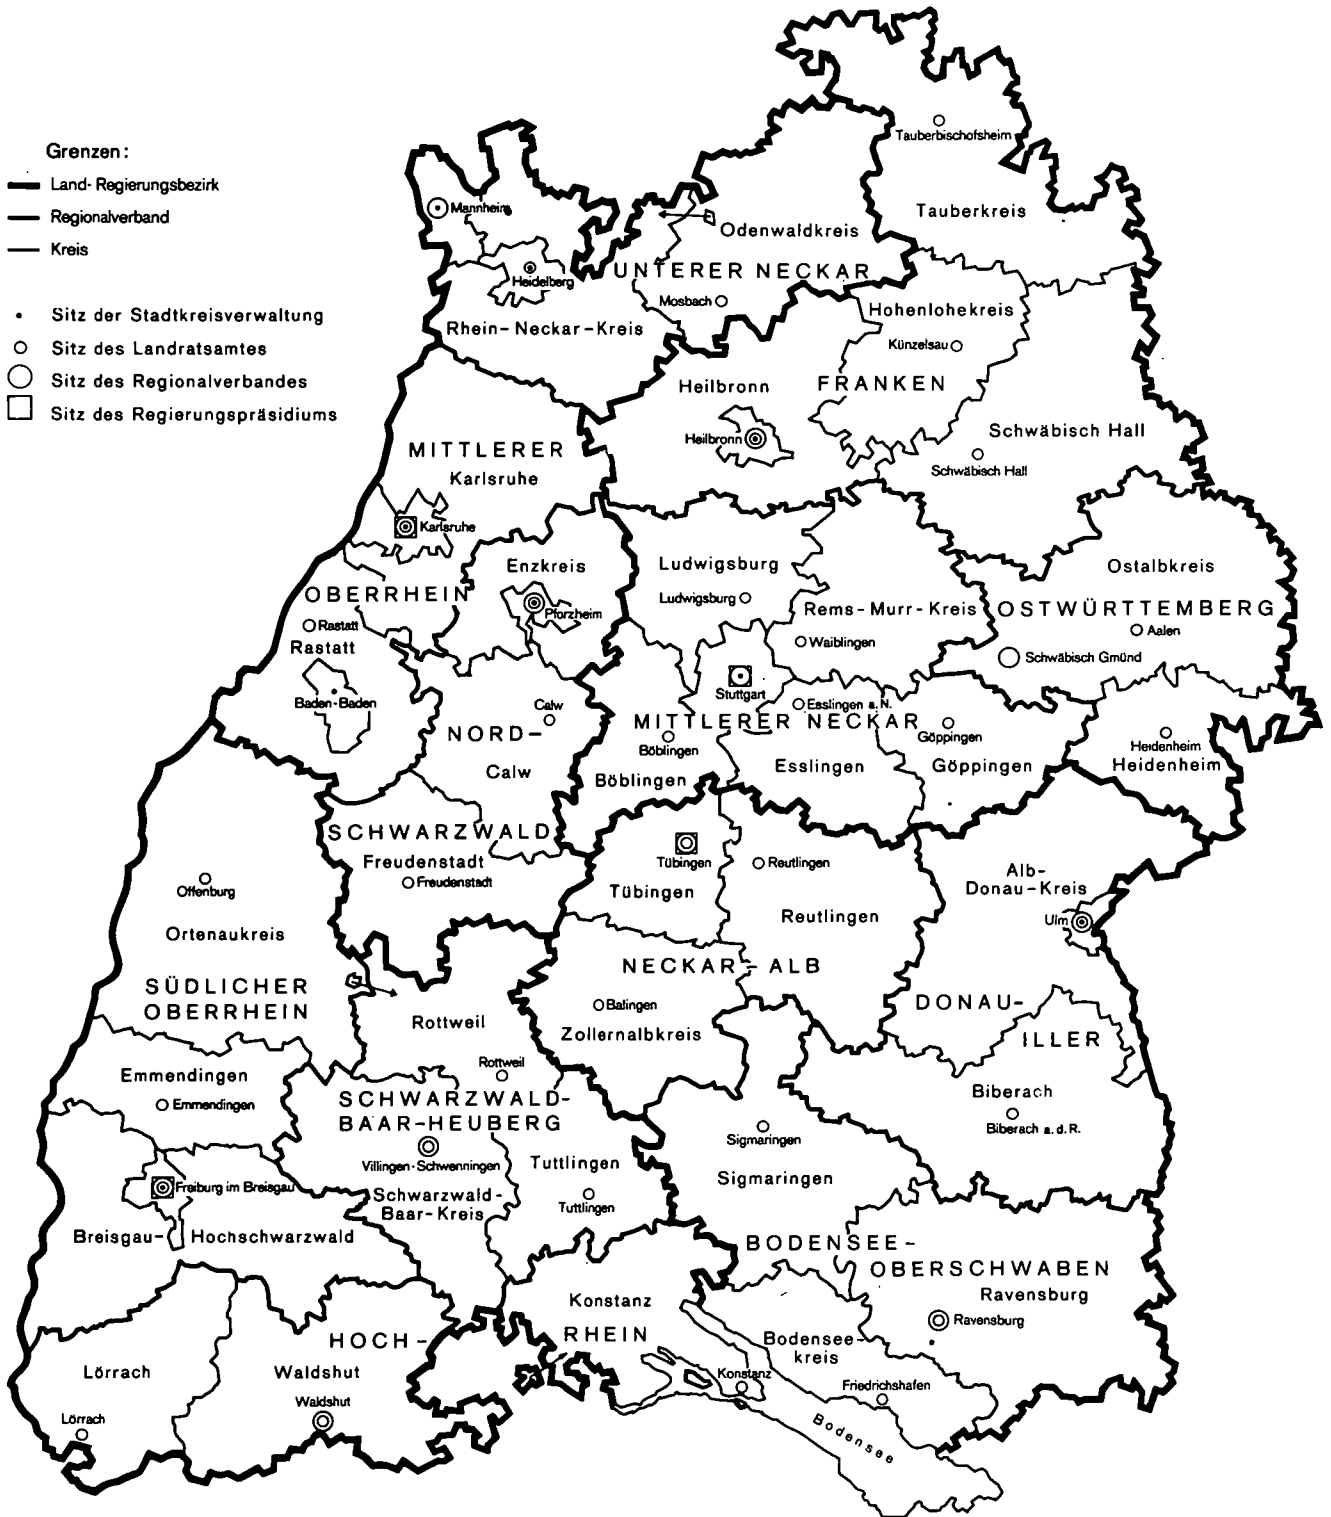 Grenzen:
Land- Regierungsbezirk
Regionalverband
Kreis
Sitz der Stadtkreisverwaltung
Sitz des Landratsamtes
Sitz des Regionalverbandes
Sitz des Regierungspräsidiums
Tauberbischofsheim
Tauberkreis
Mannheim
Odenwaldkreis
Heidelberg
UNTERER NECKAR
Mosbach
Rhein-Neckar-Kreis
Hohenlohekreis
Künzelsau
Heilbronn
FRANKEN
Heilbronn
Schwäbisch Hall
Schwäbisch Hall
MITTLERER
Karlsruhe
Karlsruhe
Enzkreis
Ludwigsburg
Ludwigsburg
Ostalbkreis
OBERRHEIN
Pforzheim
Rems-Murr-Kreis
OSTWÜRTTEMBERG
Rastatt
Rastatt
Waiblingen
Aalen
Schwäbisch Gmünd
Baden-Baden
Calw
Stuttgart
Esslingen a.N.
NORD-
MITTLERER NECKAR
Göppingen
Heidenheim
Böblingen
Calw
Böblingen
Esslingen
Göppingen
Heidenheim
SCHWARZWALD
Freudenstadt
Freudenstadt
Tübingen
Tübingen
Reutlingen
Reutlingen
Alb-
Donau-Kreis
Ulm
Offenburg
Ortenaukreis
NECKAR-ALB
SÜDLICHER
OBERRHEIN
DONAU-
ILLER
Rottweil
Rottweil
Balingen
Zollernalbkreis
Emmendingen
Emmendingen
SCHWARZWALD-
BAAR-HEUBERG
Villingen-Schwenningen
Schwarzwald-
Baar-Kreis
Tuttlingen
Tuttlingen
Biberach
Biberach a.d.R.
Sigmaringen
Sigmaringen
Freiburg im Breisgau
Breisgau-Hochschwarzwald
BODENSEE-
OBERSCHWABEN
Ravensburg
Ravensburg
Konstanz
HOCH-
RHEIN
Bodensee-
kreis
Lörrach
Waldshut
Waldshut
Konstanz
Friedrichshafen
Lörrach
Bodensee